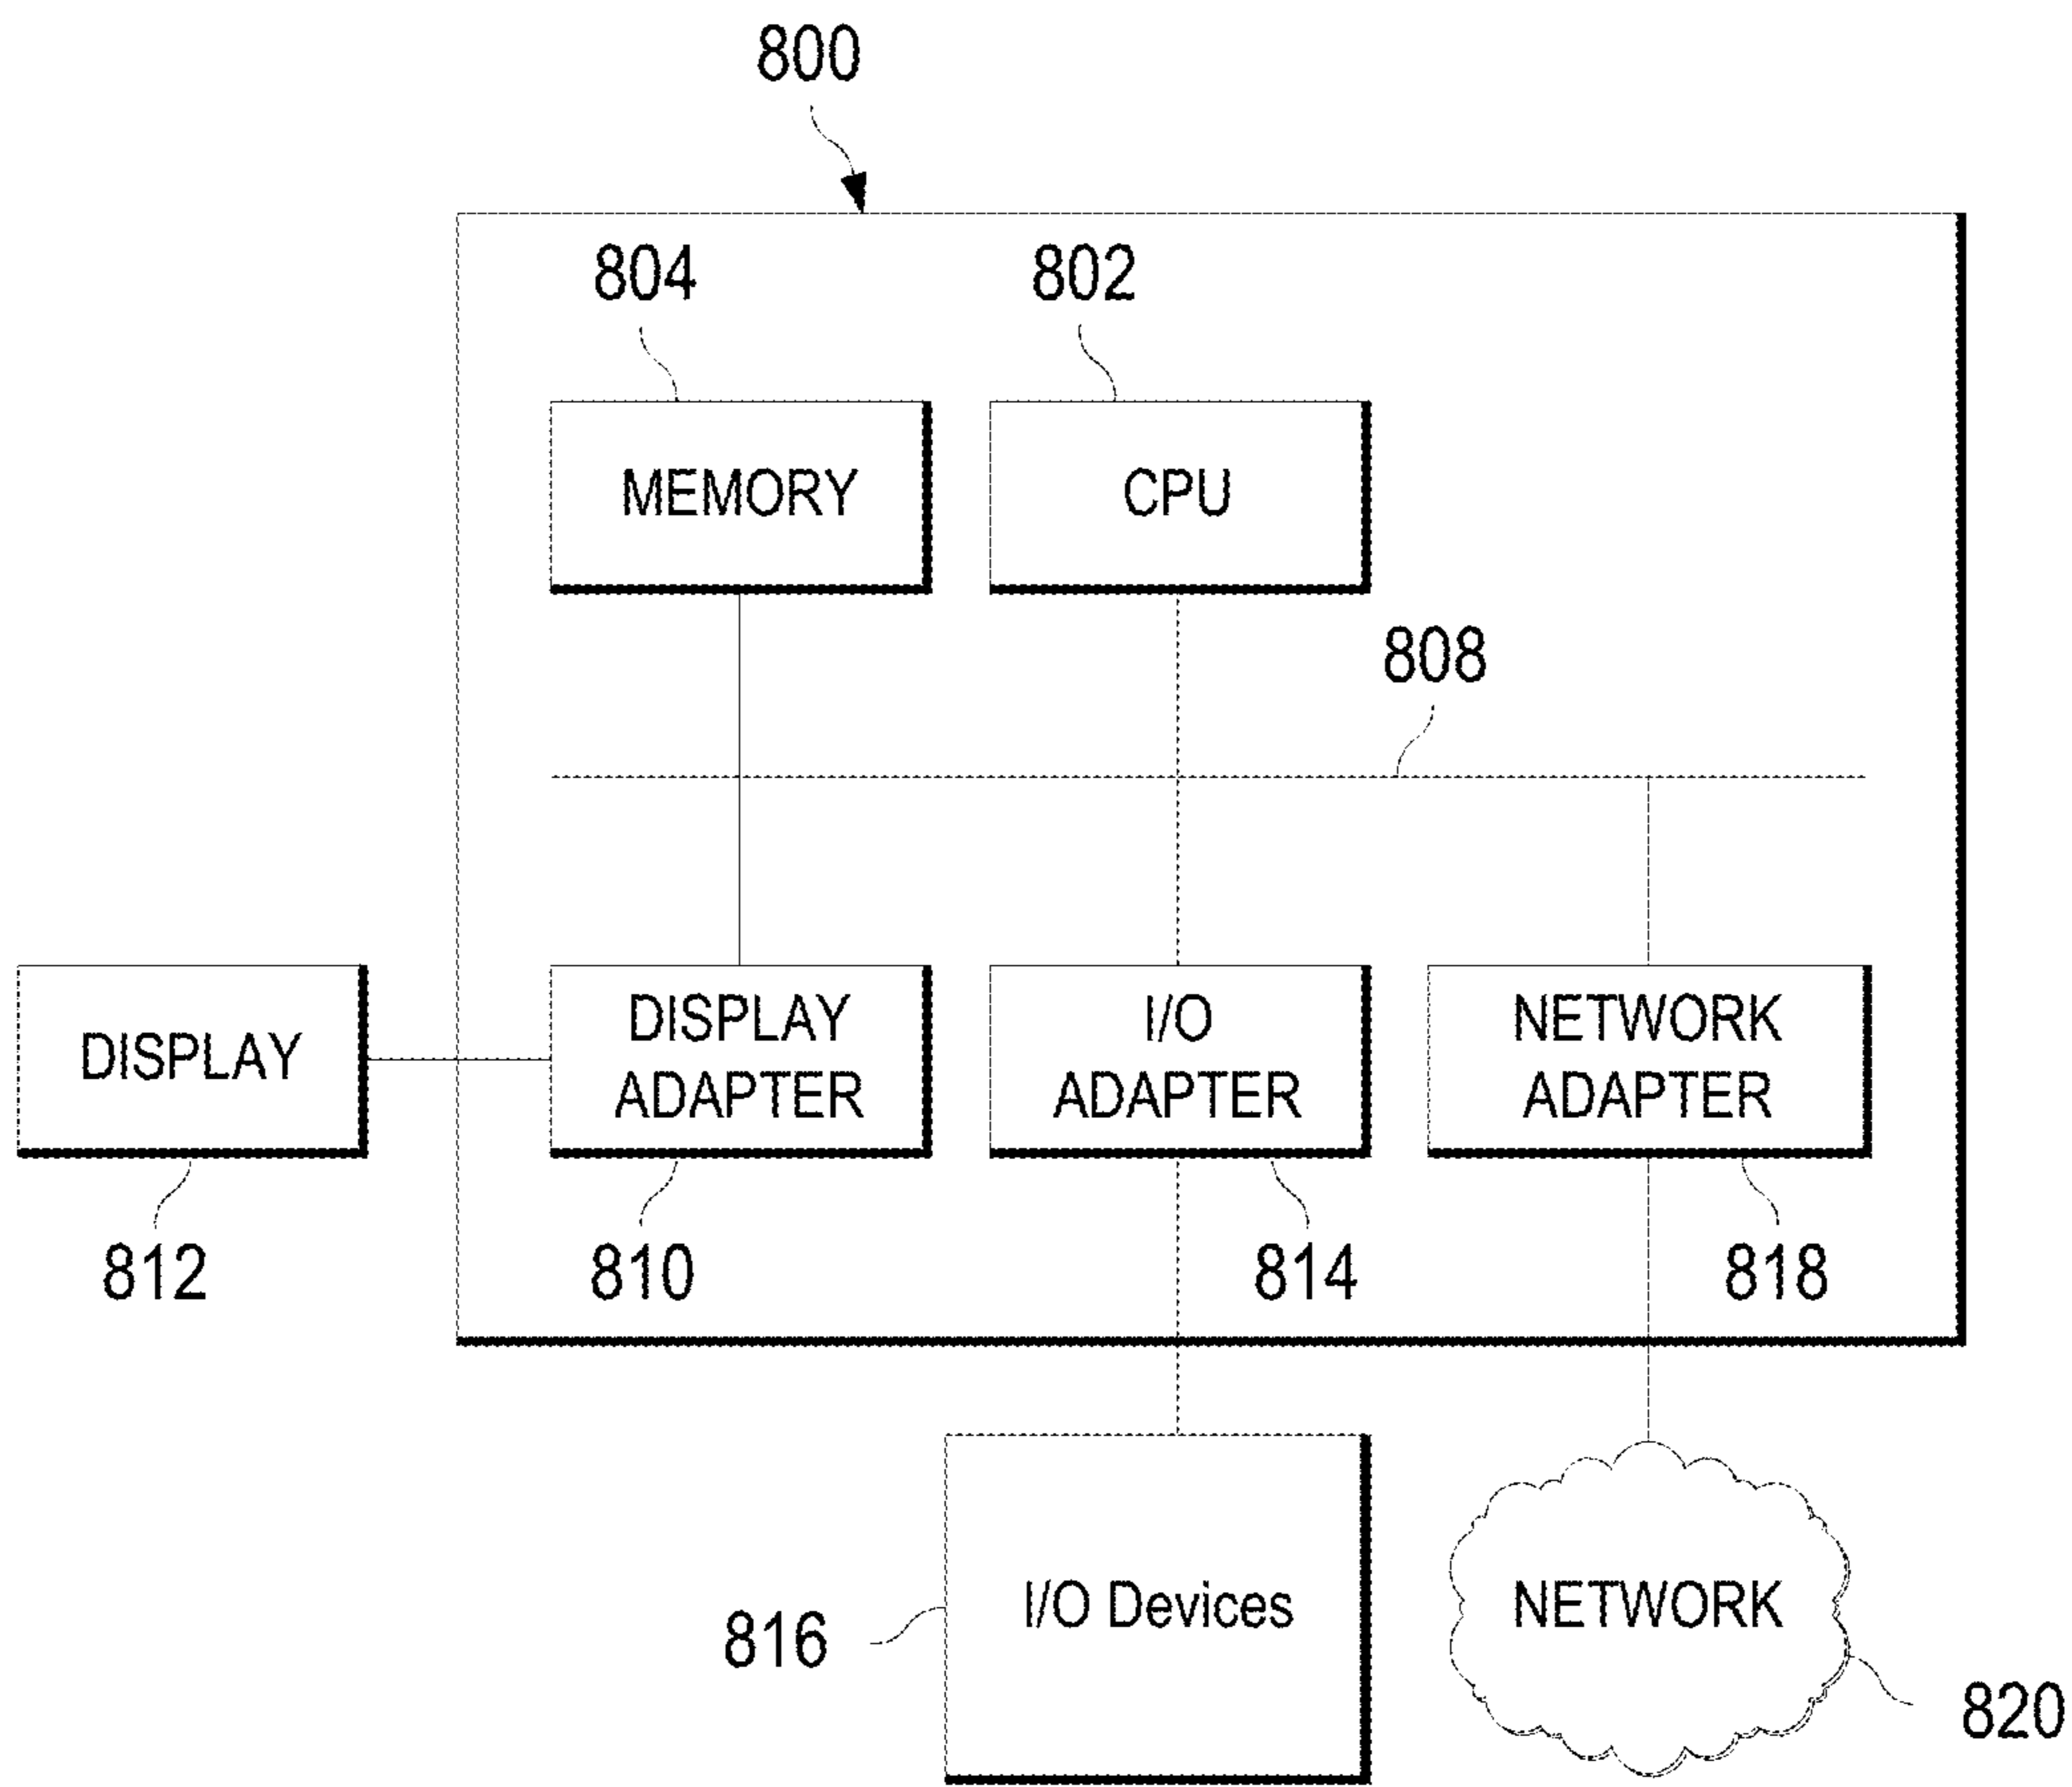 800
804
802
MEMORY
CPU
808
DISPLAY
DISPLAY
ADAPTER
I/O
ADAPTER
NETWORK
ADAPTER
812
810
814
818
I/O Devices
NETWORK
816
820